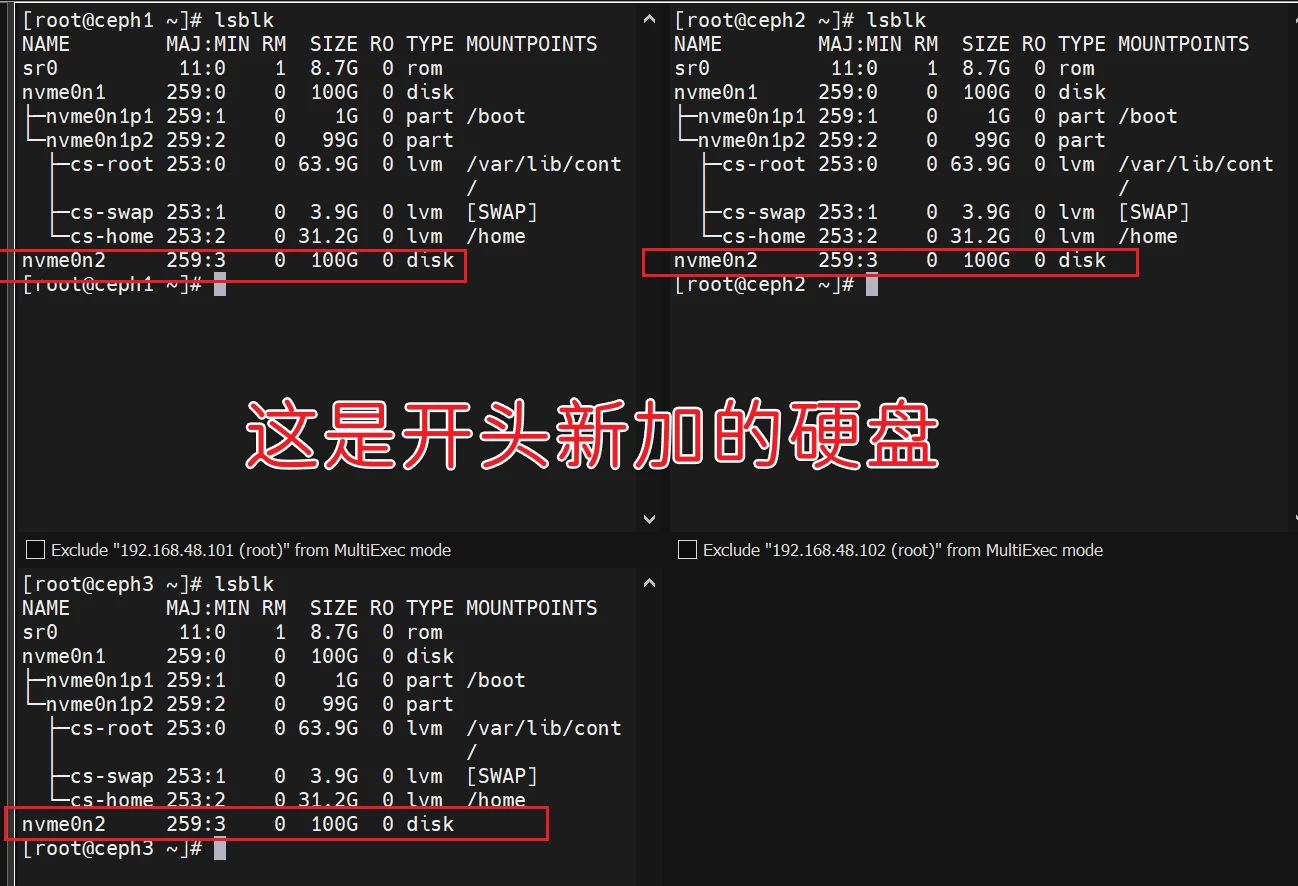 [root@ceph1 ~]# lsblk
NAME        MAJ:MIN RM  SIZE RO TYPE MOUNTPOINTS
sr0          11:0    1  8.7G  0 rom
nvme0n1     259:0    0  100G  0 disk
├─nvme0n1p1 259:1    0    1G  0 part /boot
└─nvme0n1p2 259:2    0   99G  0 part
  ├─cs-root 253:0    0 63.9G  0 lvm  /var/lib/cont
  │                                  /
  ├─cs-swap 253:1    0  3.9G  0 lvm  [SWAP]
  └─cs-home 253:2    0 31.2G  0 lvm  /home
nvme0n2     259:3    0  100G  0 disk
[root@ceph1 ~]#
[root@ceph2 ~]# lsblk
NAME        MAJ:MIN RM  SIZE RO TYPE MOUNTPOINTS
sr0          11:0    1  8.7G  0 rom
nvme0n1     259:0    0  100G  0 disk
├─nvme0n1p1 259:1    0    1G  0 part /boot
└─nvme0n1p2 259:2    0   99G  0 part
  ├─cs-root 253:0    0 63.9G  0 lvm  /var/lib/cont
  │                                  /
  ├─cs-swap 253:1    0  3.9G  0 lvm  [SWAP]
  └─cs-home 253:2    0 31.2G  0 lvm  /home
nvme0n2     259:3    0  100G  0 disk
[root@ceph2 ~]#
这是开头新加的硬盘
Exclude "192.168.48.101 (root)" from MultiExec mode
Exclude "192.168.48.102 (root)" from MultiExec mode
[root@ceph3 ~]# lsblk
NAME        MAJ:MIN RM  SIZE RO TYPE MOUNTPOINTS
sr0          11:0    1  8.7G  0 rom
nvme0n1     259:0    0  100G  0 disk
├─nvme0n1p1 259:1    0    1G  0 part /boot
└─nvme0n1p2 259:2    0   99G  0 part
  ├─cs-root 253:0    0 63.9G  0 lvm  /var/lib/cont
  │                                  /
  ├─cs-swap 253:1    0  3.9G  0 lvm  [SWAP]
  └─cs-home 253:2    0 31.2G  0 lvm  /home
nvme0n2     259:3    0  100G  0 disk
[root@ceph3 ~]#